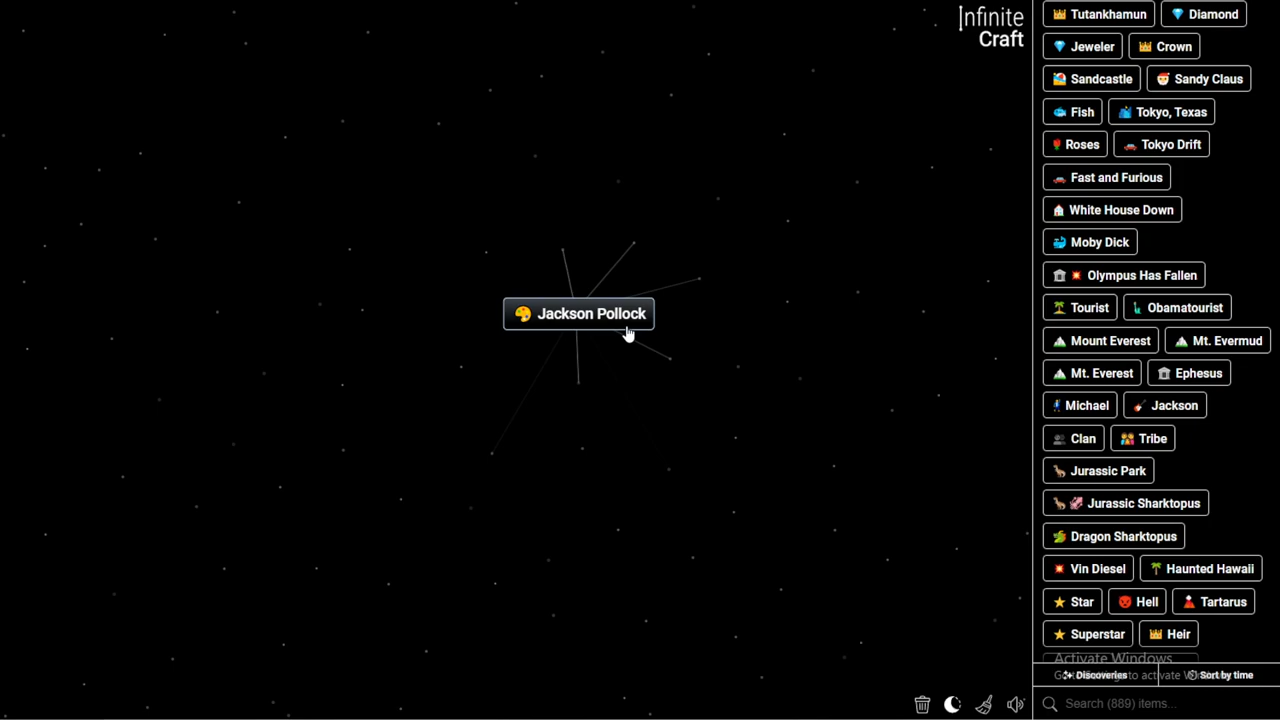 Infinite
Craft
Jackson Pollock
Tutankhamun Diamond
Jeweler Crown
Sandcastle Sandy Claus
Fish Tokyo, Texas
Roses Tokyo Drift
Fast and Furious
White House Down
Moby Dick
Olympus Has Fallen
Tourist Obamatourist
Mount Everest Mt. Evermud
Mt. Everest Ephesus
Michael Jackson
Clan Tribe
Jurassic Park
Jurassic Sharktopus
Dragon Sharktopus
Vin Diesel Haunted Hawaii
Star Hell Tartarus
Superstar Heir
Activate Windows
Discoveries Sort by time
Search (889) items...